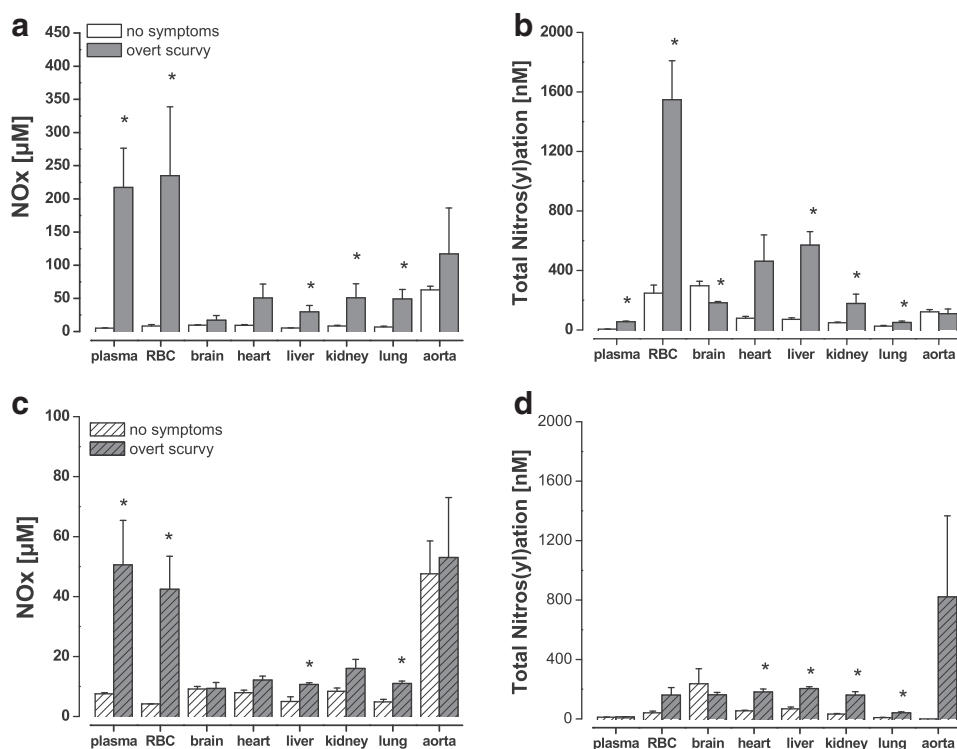 a
no symptoms
overt scurvy
NOx [µM]
450
400
350
300
250
200
150
100
50
0
* * * * *
plasma RBC brain heart liver kidney lung aorta
b
Total Nitros(yl)ation [nM]
2000
1600
1200
800
400
0
* * * * * *
plasma RBC brain heart liver kidney lung aorta
c
no symptoms
overt scurvy
NOx [µM]
100
80
60
40
20
0
* * * *
plasma RBC brain heart liver kidney lung aorta
d
Total Nitros(yl)ation [nM]
2000
1600
1200
800
400
0
* * * *
plasma RBC brain heart liver kidney lung aorta